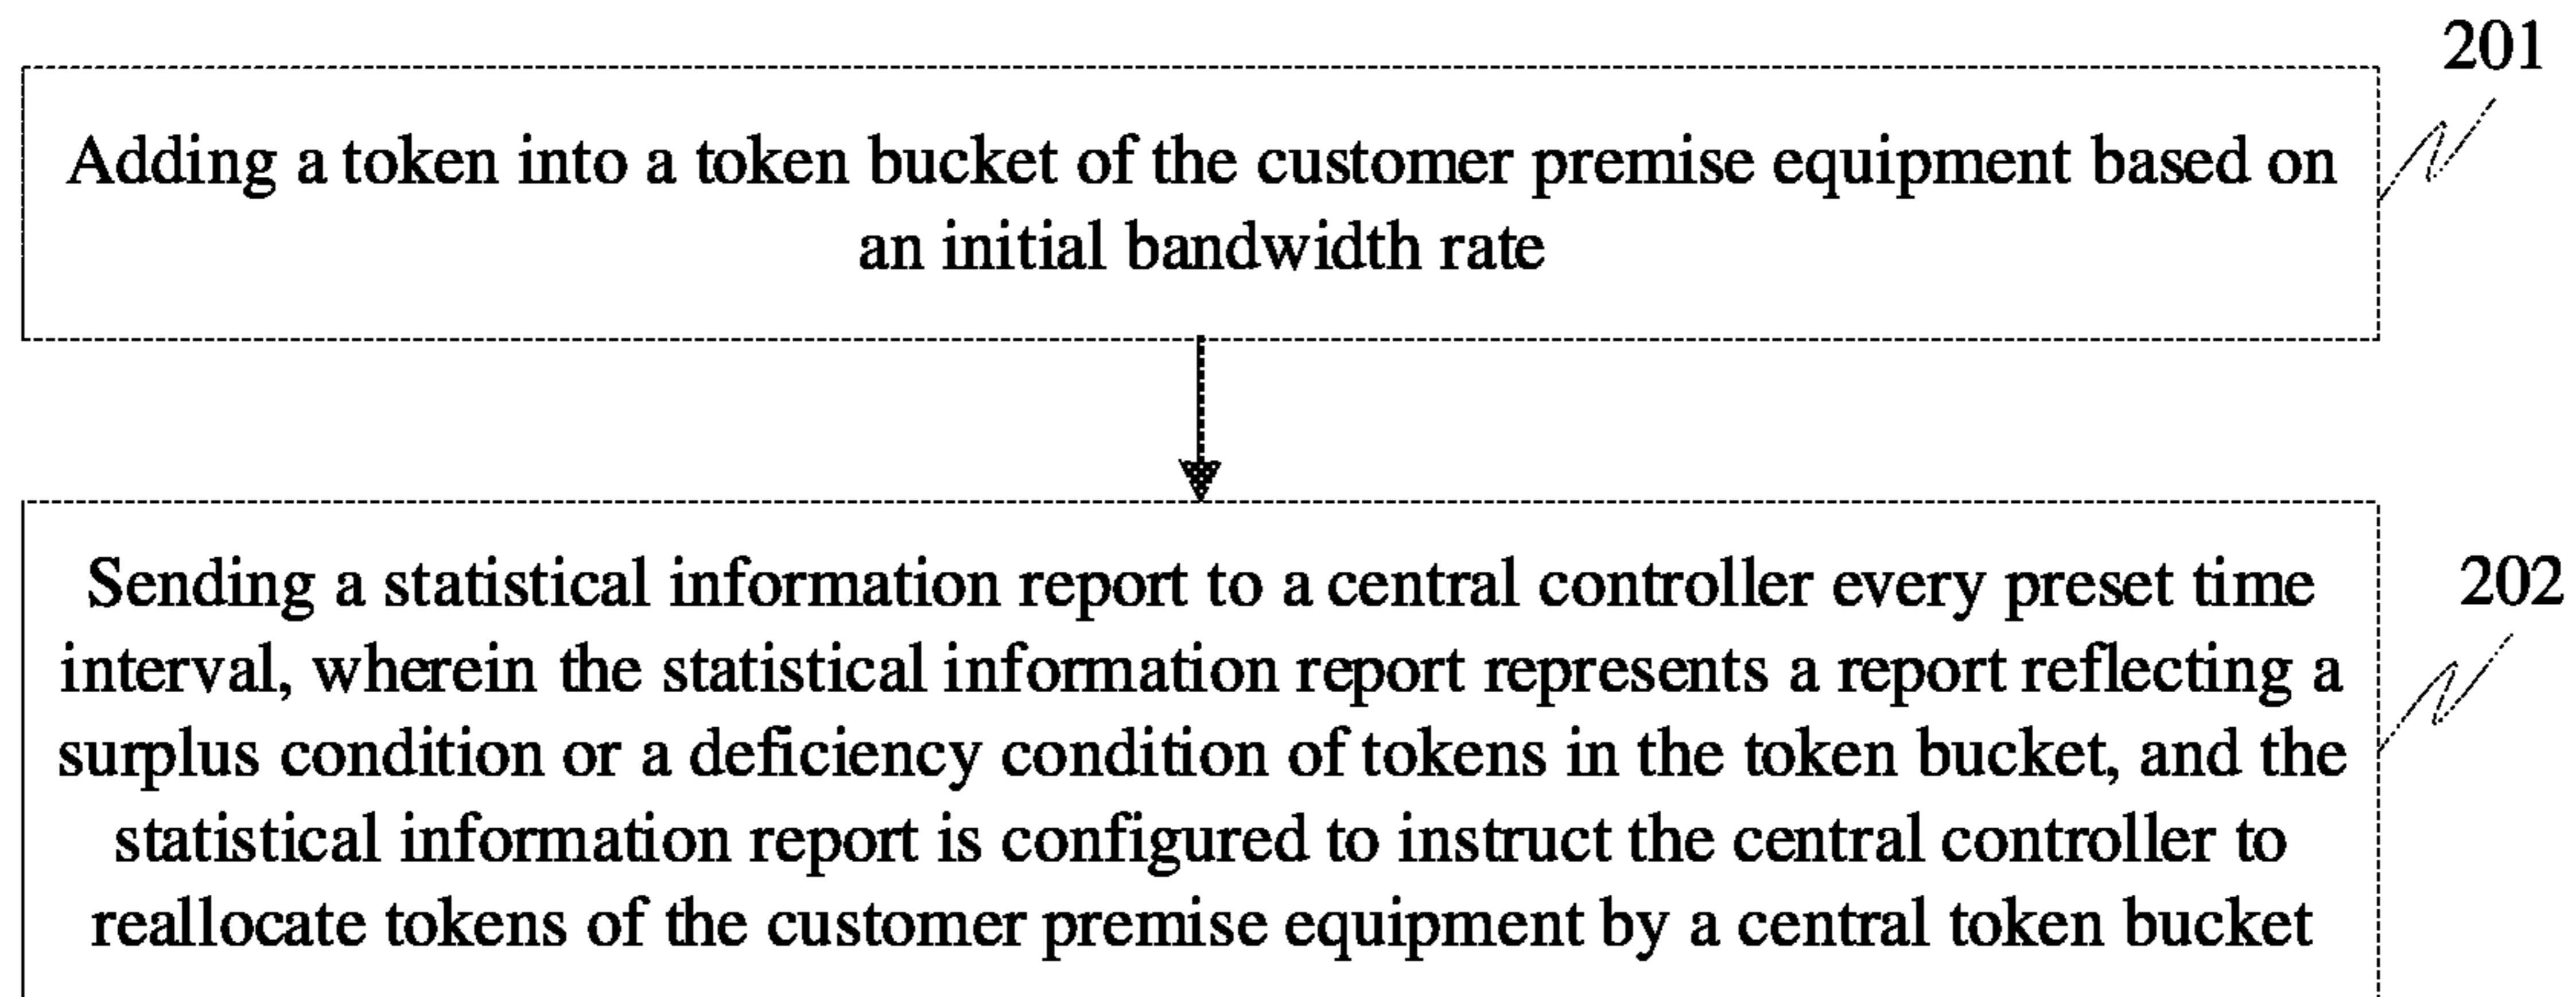 201
Adding a token into a token bucket of the customer premise equipment based on
an initial bandwidth rate
Sending a statistical information report to a central controller every preset time
202
interval, wherein the statistical information report represents a report reflecting a
surplus condition or a deficiency condition of tokens in the token bucket, and the
statistical information report is configured to instruct the central controller to
reallocate tokens of the customer premise equipment by a central token bucket